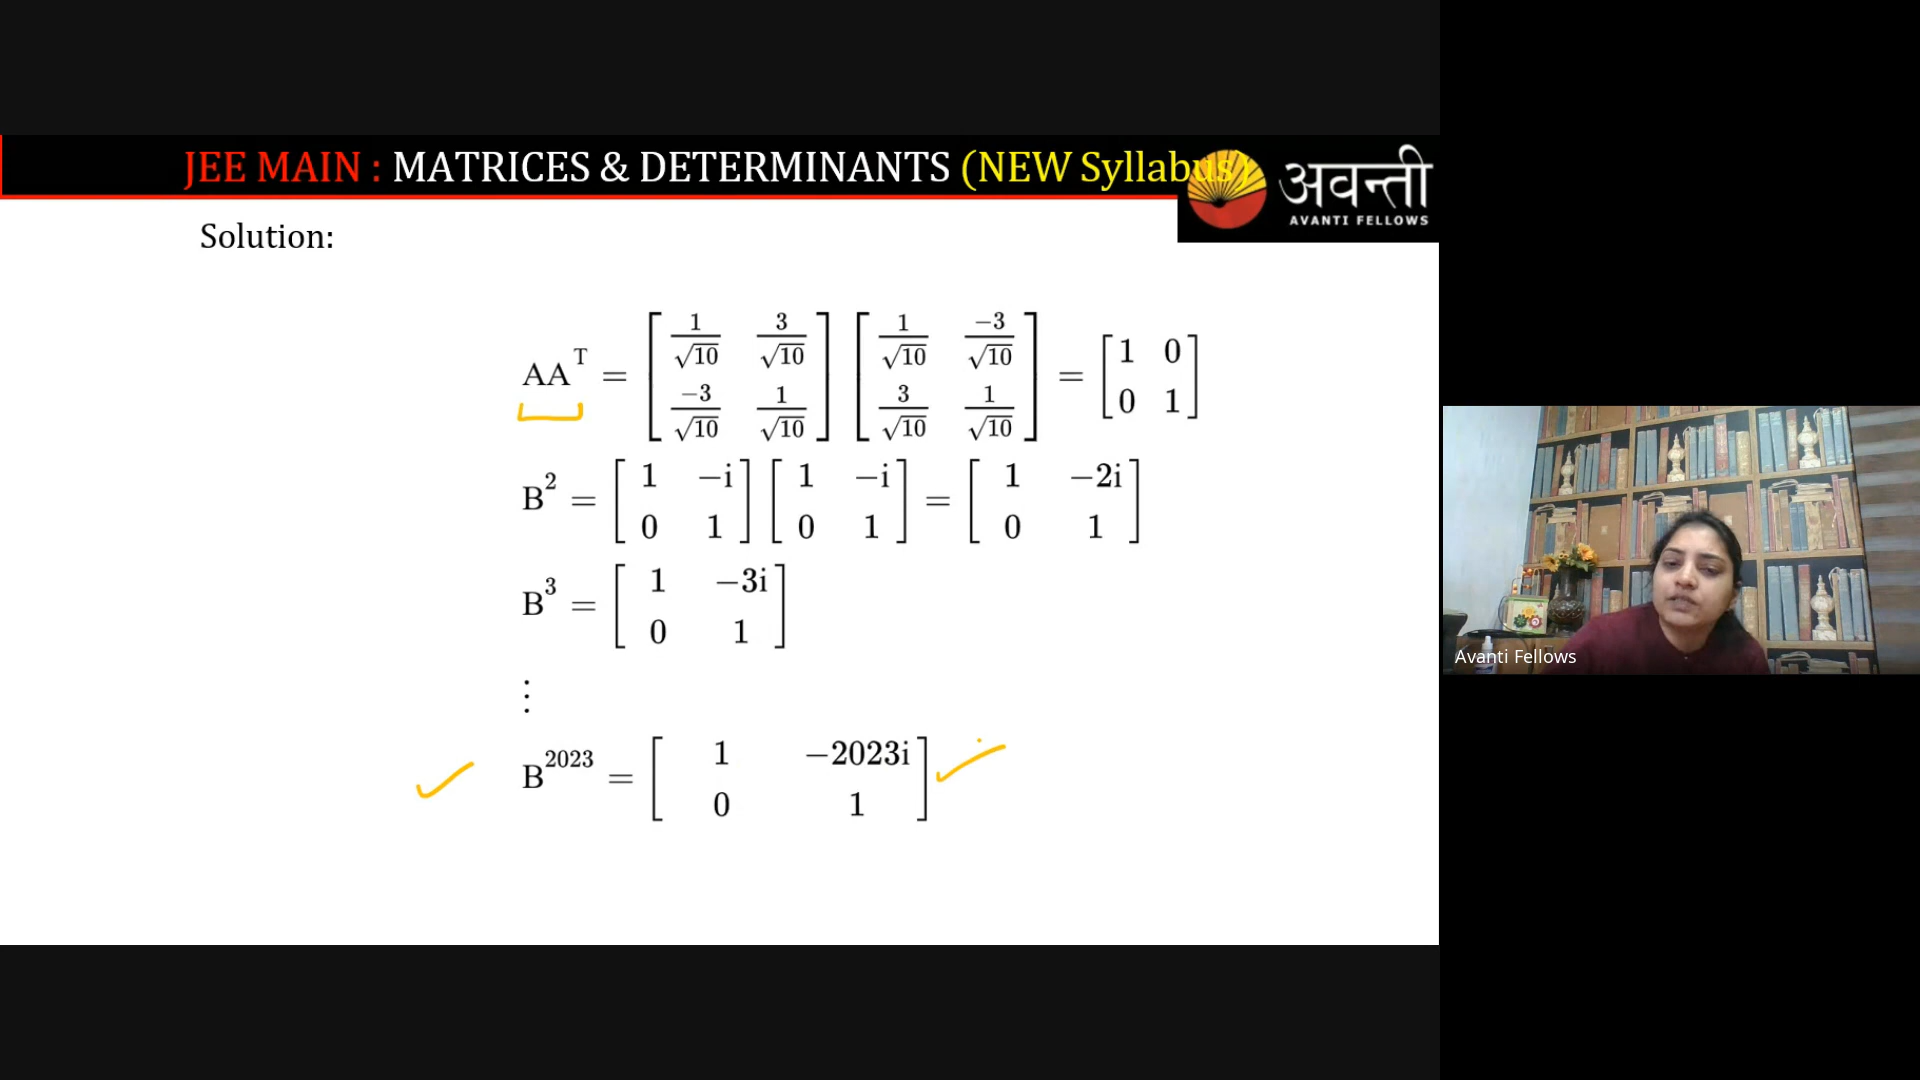 JEE MAIN : MATRICES & DETERMINANTS (NEW Syllabus)
अवन्ती
AVANTI FELLOWS
Solution:
AA^T = [1/√10 3/√10; -3/√10 1/√10] [1/√10 -3/√10; 3/√10 1/√10] = [1 0; 0 1]
B^2 = [1 -i; 0 1] [1 -i; 0 1] = [1 -2i; 0 1]
B^3 = [1 -3i; 0 1]
⋮
B^2023 = [1 -2023i; 0 1]
Avanti Fellows